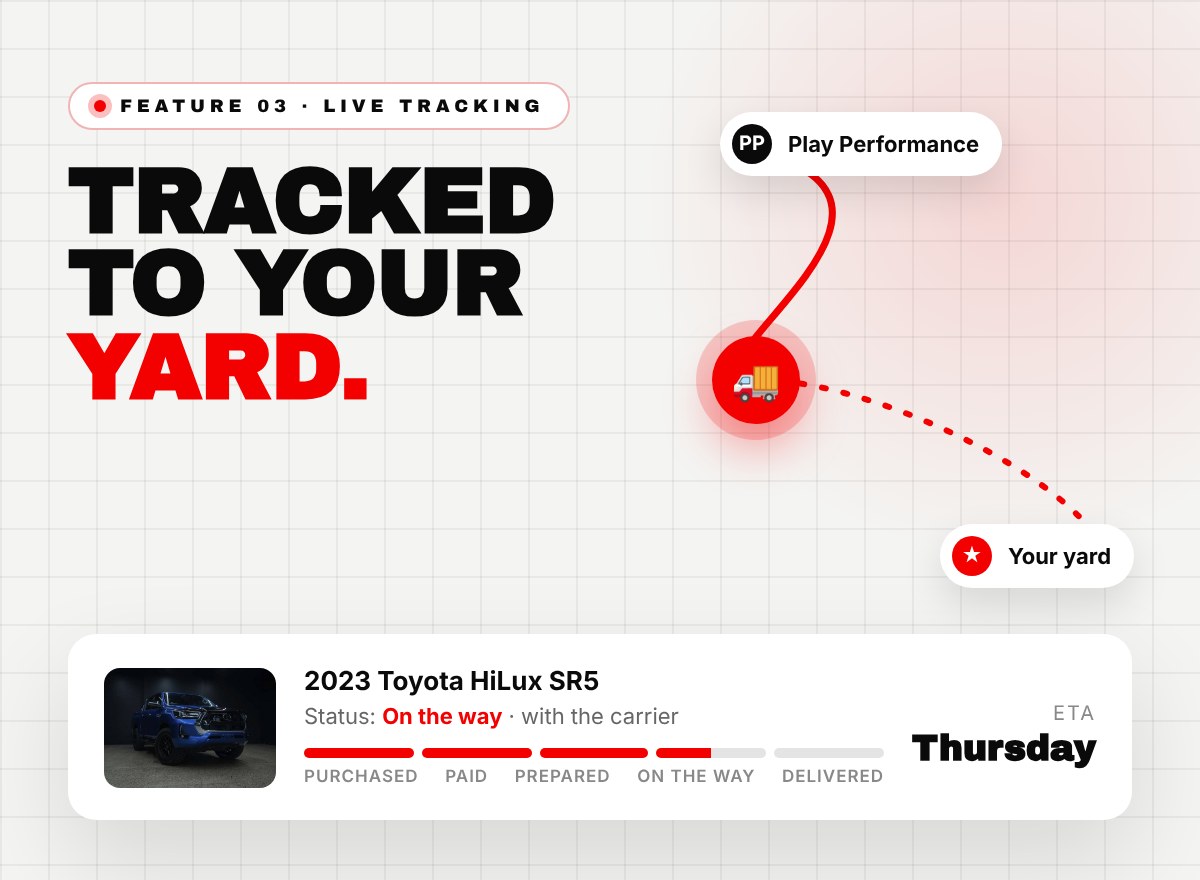 FEATURE 03 · LIVE TRACKING
TRACKED
TO YOUR
YARD.
PP Play Performance
Your yard
2023 Toyota HiLux SR5
Status: On the way · with the carrier
PURCHASED PAID PREPARED ON THE WAY DELIVERED
ETA
Thursday